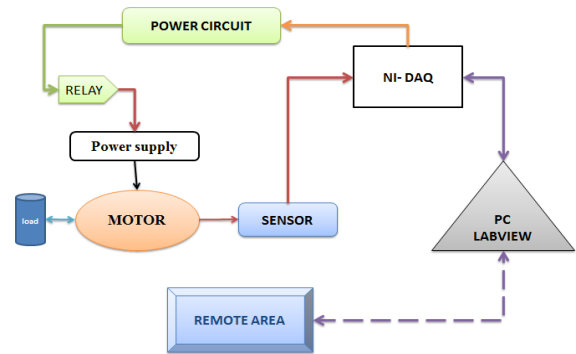 POWER CIRCUIT
NI- DAQ
RELAY
Power supply
load
MOTOR
SENSOR
PC
LABVIEW
REMOTE AREA